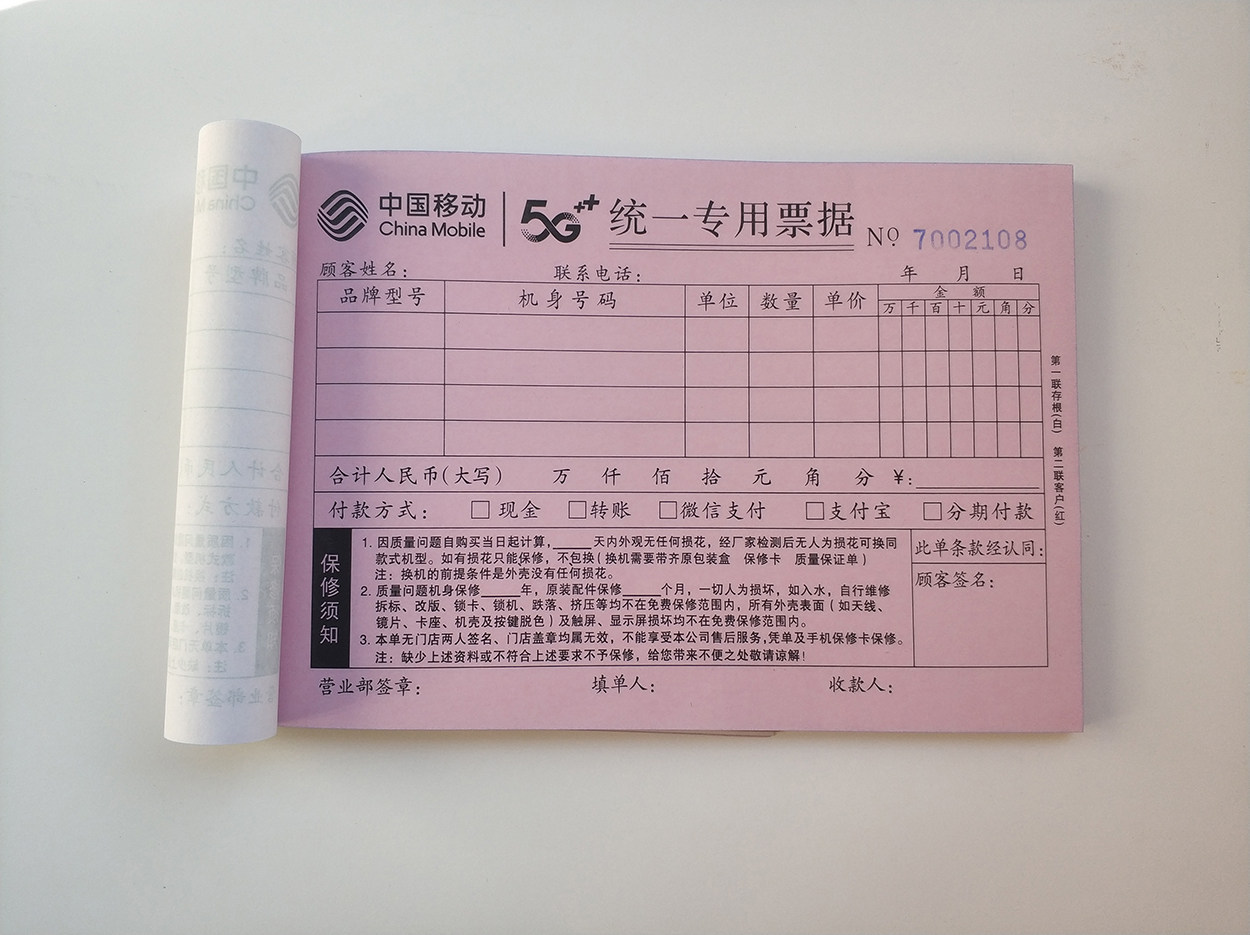 中国移动
China Mobile
5G++
统一专用票据
No 7002108
顾客姓名：
联系电话：
年 月 日
品牌型号 机身号码 单位 数量 单价 金额
万 千 百 十 元 角 分
合计人民币(大写) 万 仟 佰 拾 元 角 分 ¥:
付款方式： □ 现金 □转账 □微信支付 □支付宝 □分期付款
保修须知
1. 因质量问题自购买当日起计算，______天内外观无任何损花，经厂家检测后无人为损花可换同
款式机型。如有损花只能保修，不包换(换机需要带齐原包装盒 保修卡 质量保证单)
注：换机的前提条件是外壳没有任何损花。
2. 质量问题机身保修______年，原装配件保修______个月，一切人为损坏，如入水，自行维修
拆标、改版、锁卡、锁机、跌落、挤压等均不在免费保修范围内，所有外壳表面(如天线、
镜片、卡座、机壳及按键脱色)及触屏、显示屏损坏均不在免费保修范围内。
3. 本单无门店两人签名、门店盖章均属无效，不能享受本公司售后服务,凭单及手机保修卡保修。
注：缺少上述资料或不符合上述要求不予保修，给您带来不便之处敬请谅解!
此单条款经认同:
顾客签名:
营业部签章: 填单人: 收款人:
第一联存根(白) 第二联客户(红)